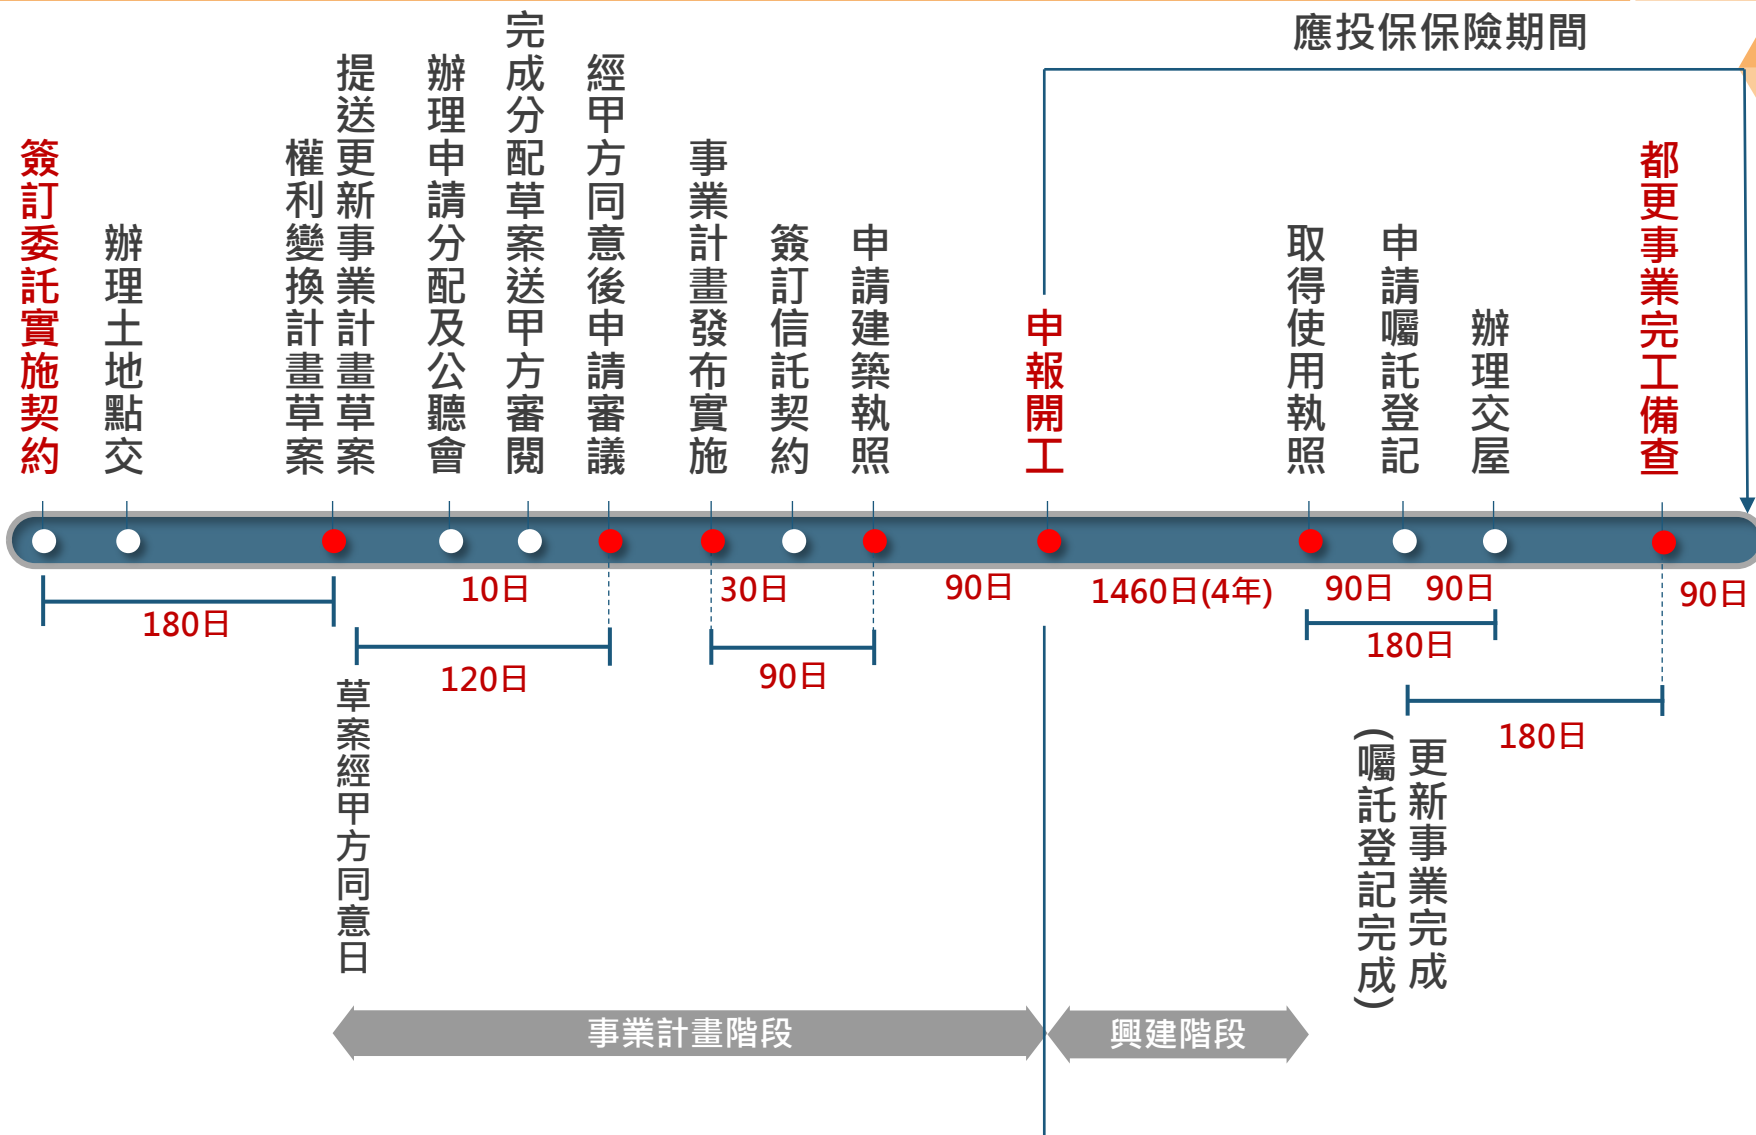 應投保保險期間
簽訂委託實施契約
辦理土地點交
提送更新事業計畫草案
權利變換計畫草案
辦理申請分配及公聽會
完成分配草案送甲方審閱
經甲方同意後申請審議
事業計畫發布實施
簽訂信託契約
申請建築執照
申報開工
取得使用執照
申請囑託登記
辦理交屋
都更事業完工備查
10日
30日
90日
1460日(4年)
90日
90日
90日
180日
120日
90日
180日
180日
草案經甲方同意日
更新事業完成
(囑託登記完成)
事業計畫階段
興建階段